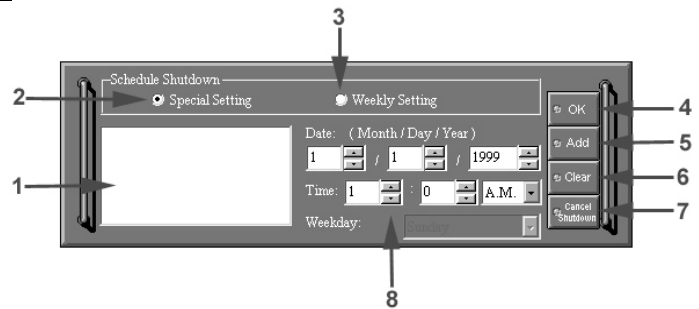 3
Schedule Shutdown
2 Special Setting Weekly Setting
OK 4
Date: ( Month / Day / Year )
Add 5
1 / 1 / 1999
Clear 6
1 Time: 1 : 0 A.M.
Cancel Shutdown 7
Weekday: Sunday
8